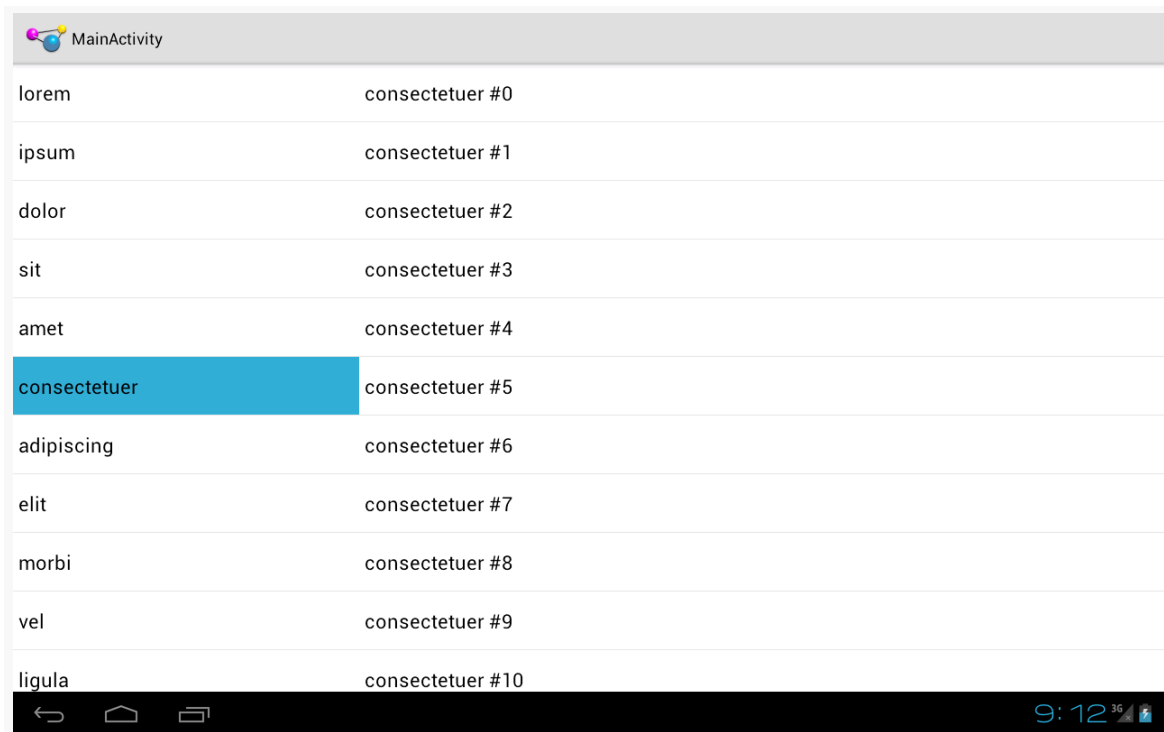 MainActivity
lorem consectetuer #0
ipsum consectetuer #1
dolor consectetuer #2
sit consectetuer #3
amet consectetuer #4
consectetuer consectetuer #5
adipiscing consectetuer #6
elit consectetuer #7
morbi consectetuer #8
vel consectetuer #9
ligula consectetuer #10
9:12 3G